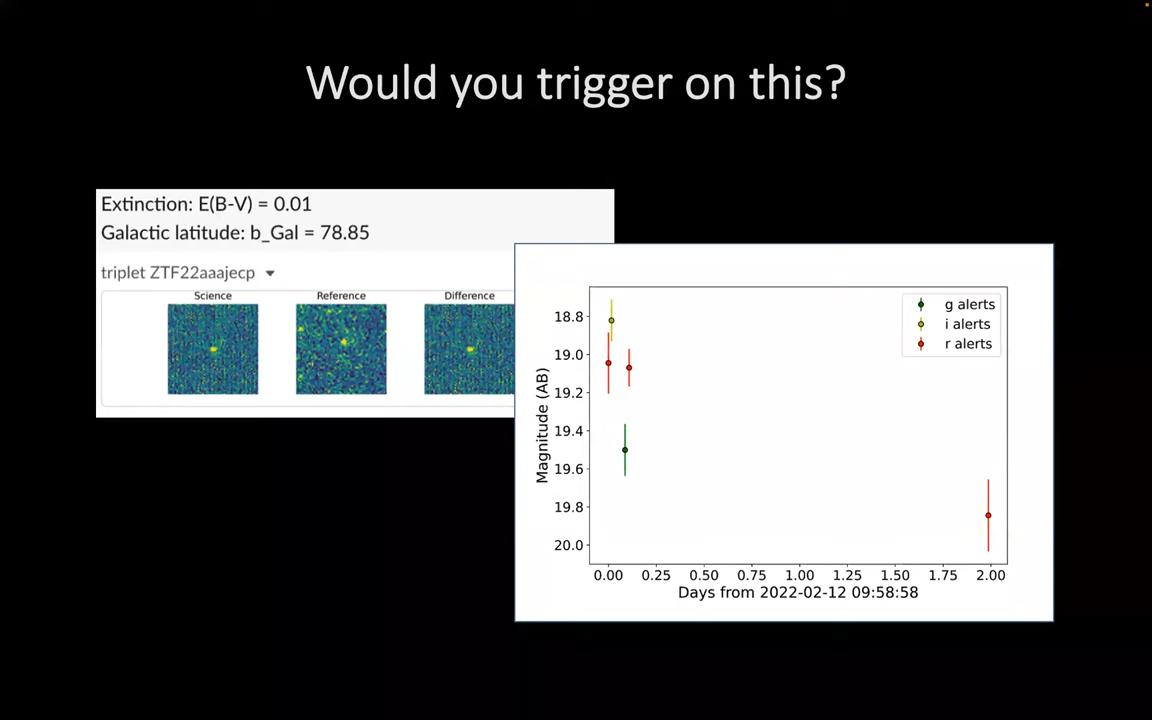 Would you trigger on this?
Extinction: E(B-V) = 0.01
Galactic latitude: b_Gal = 78.85
triplet ZTF22aaajecp
Science
Reference
Difference
g alerts
i alerts
r alerts
Magnitude (AB)
18.8
19.0
19.2
19.4
19.6
19.8
20.0
0.00 0.25 0.50 0.75 1.00 1.25 1.50 1.75 2.00
Days from 2022-02-12 09:58:58